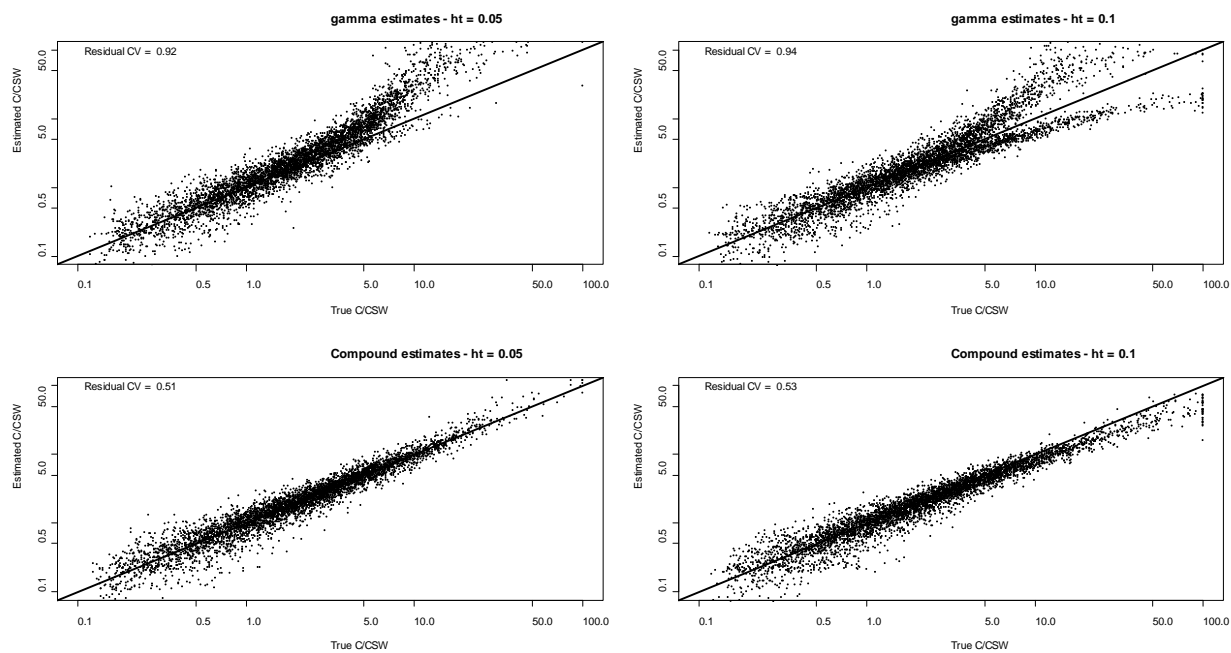 gamma estimates - ht = 0.05
Residual CV = 0.92
Estimated C/CSW
50.0
5.0
0.5
0.1
0.1 0.5 1.0 5.0 10.0 50.0 100.0
True C/CSW
gamma estimates - ht = 0.1
Residual CV = 0.94
Estimated C/CSW
50.0
5.0
0.5
0.1
0.1 0.5 1.0 5.0 10.0 50.0 100.0
True C/CSW
Compound estimates - ht = 0.05
Residual CV = 0.51
Estimated C/CSW
50.0
5.0
0.5
0.1
0.1 0.5 1.0 5.0 10.0 50.0 100.0
True C/CSW
Compound estimates - ht = 0.1
Residual CV = 0.53
Estimated C/CSW
50.0
5.0
0.5
0.1
0.1 0.5 1.0 5.0 10.0 50.0 100.0
True C/CSW